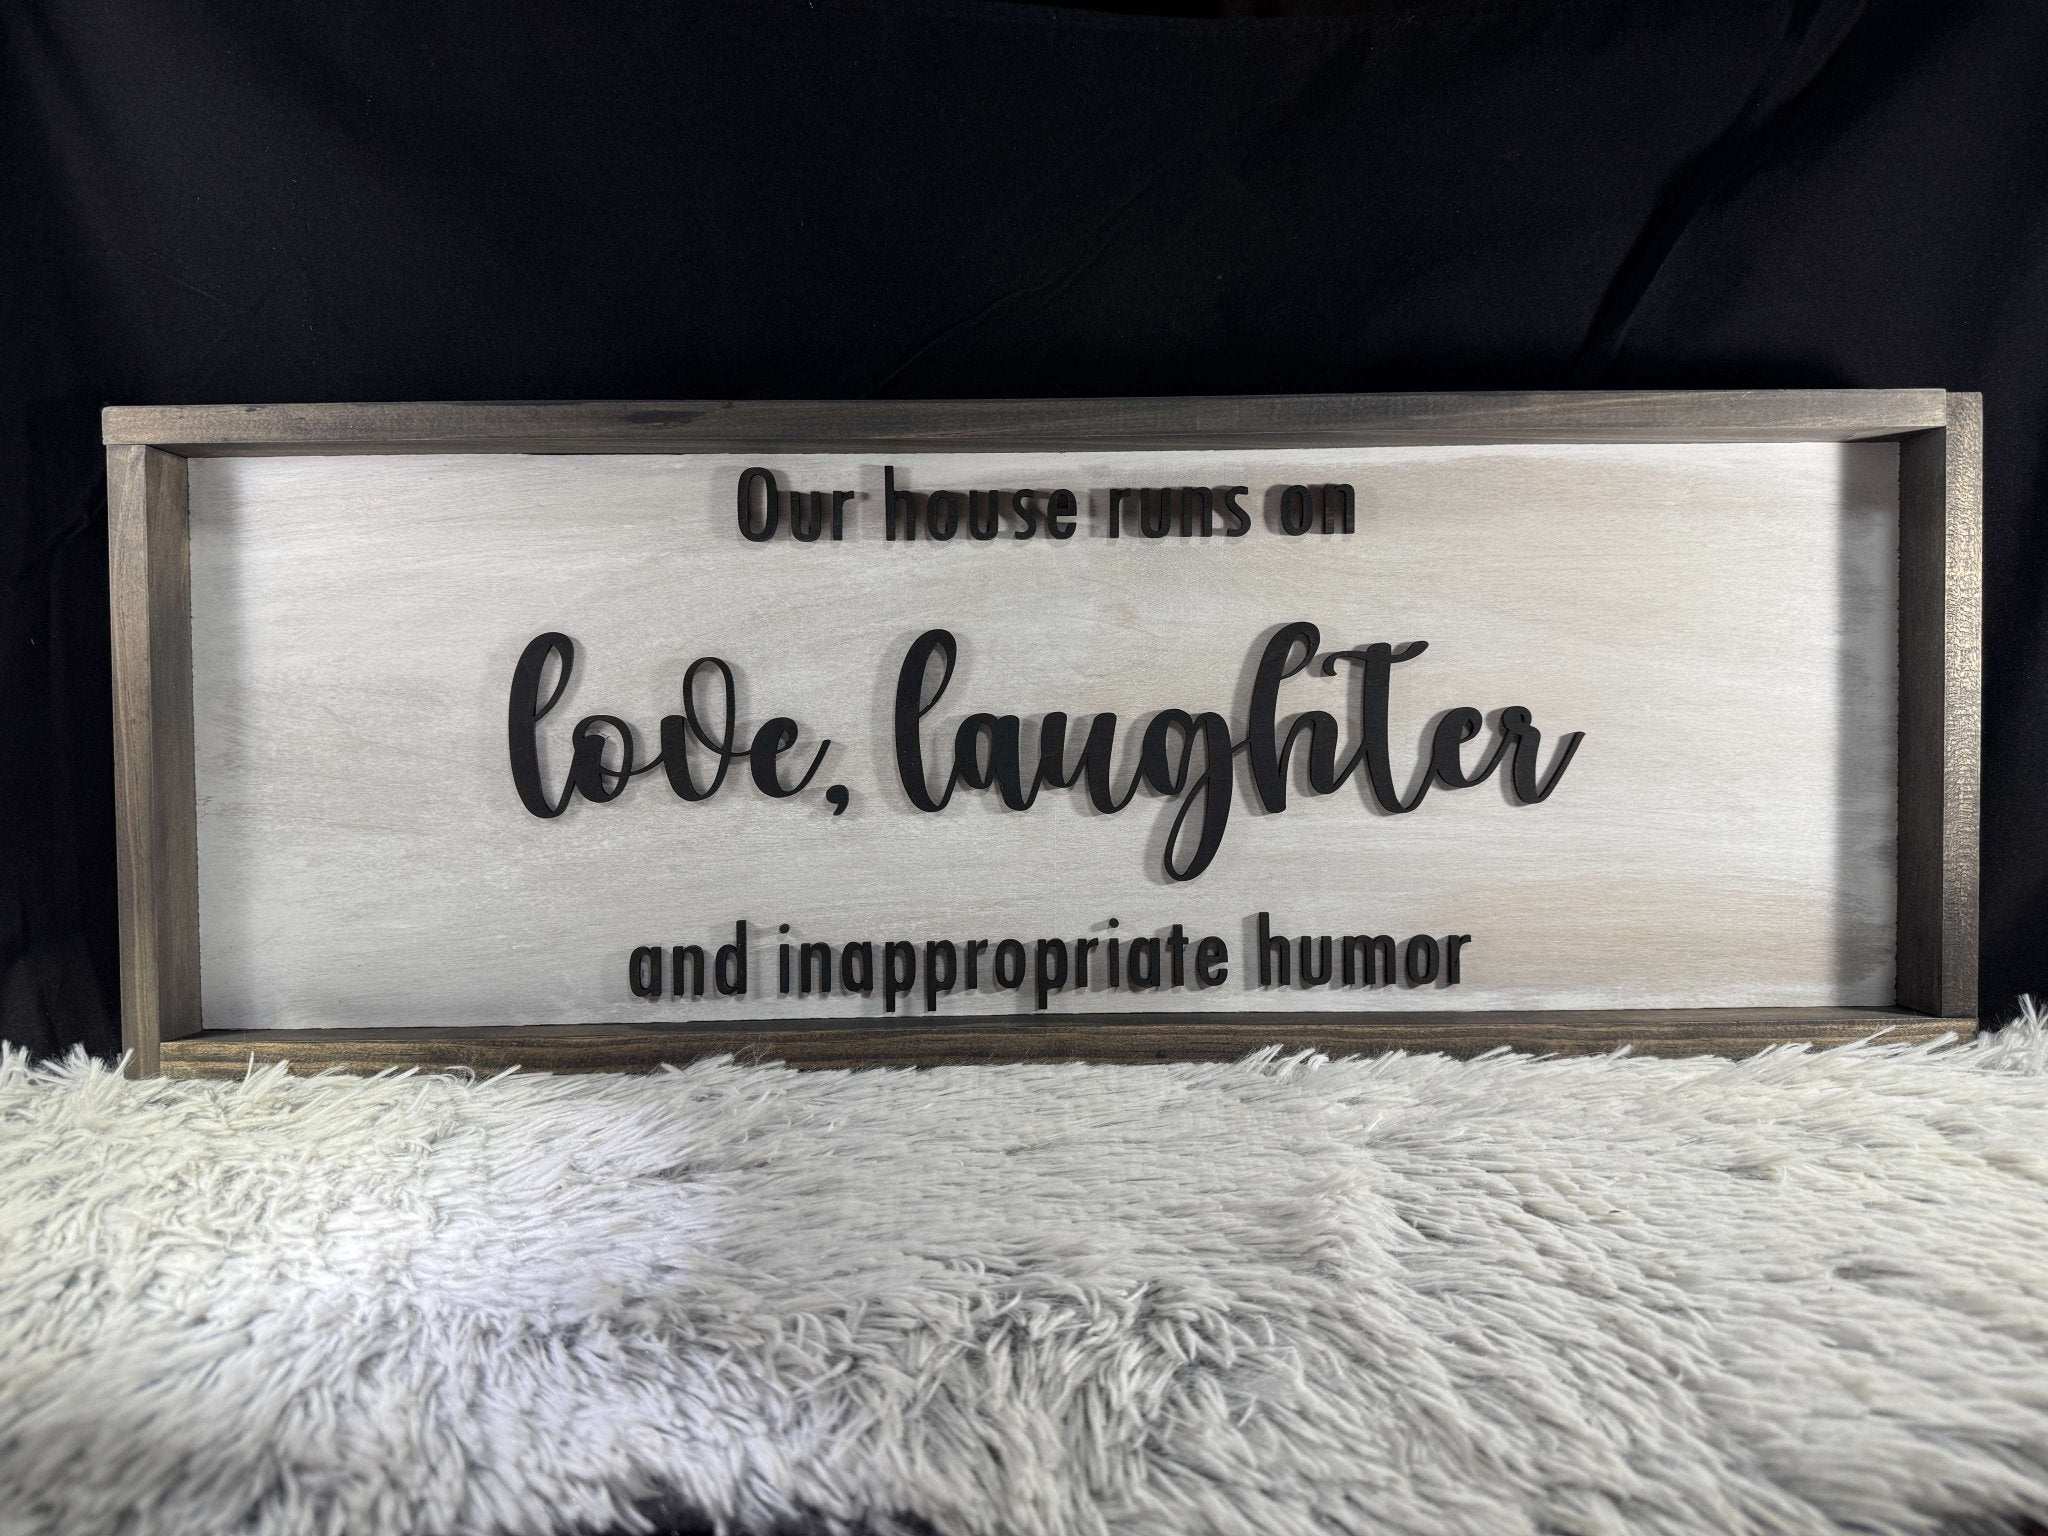 Our house runs on
love, laughter
and inappropriate humor